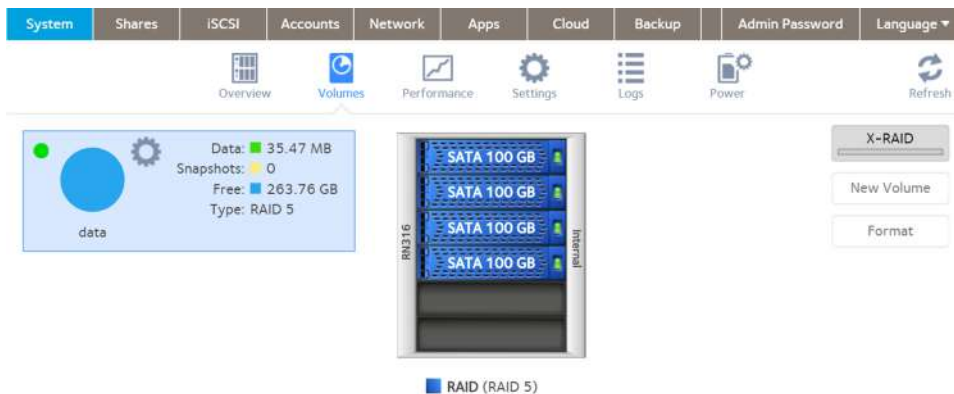 System Shares iSCSI Accounts Network Apps Cloud Backup Admin Password Language ▾
Overview Volumes Performance Settings Logs Power Refresh
Data: 35.47 MB
Snapshots: 0
Free: 263.76 GB
Type: RAID 5
data
RN316
SATA 100 GB
SATA 100 GB
SATA 100 GB
SATA 100 GB
Internal
RAID (RAID 5)
X-RAID
New Volume
Format